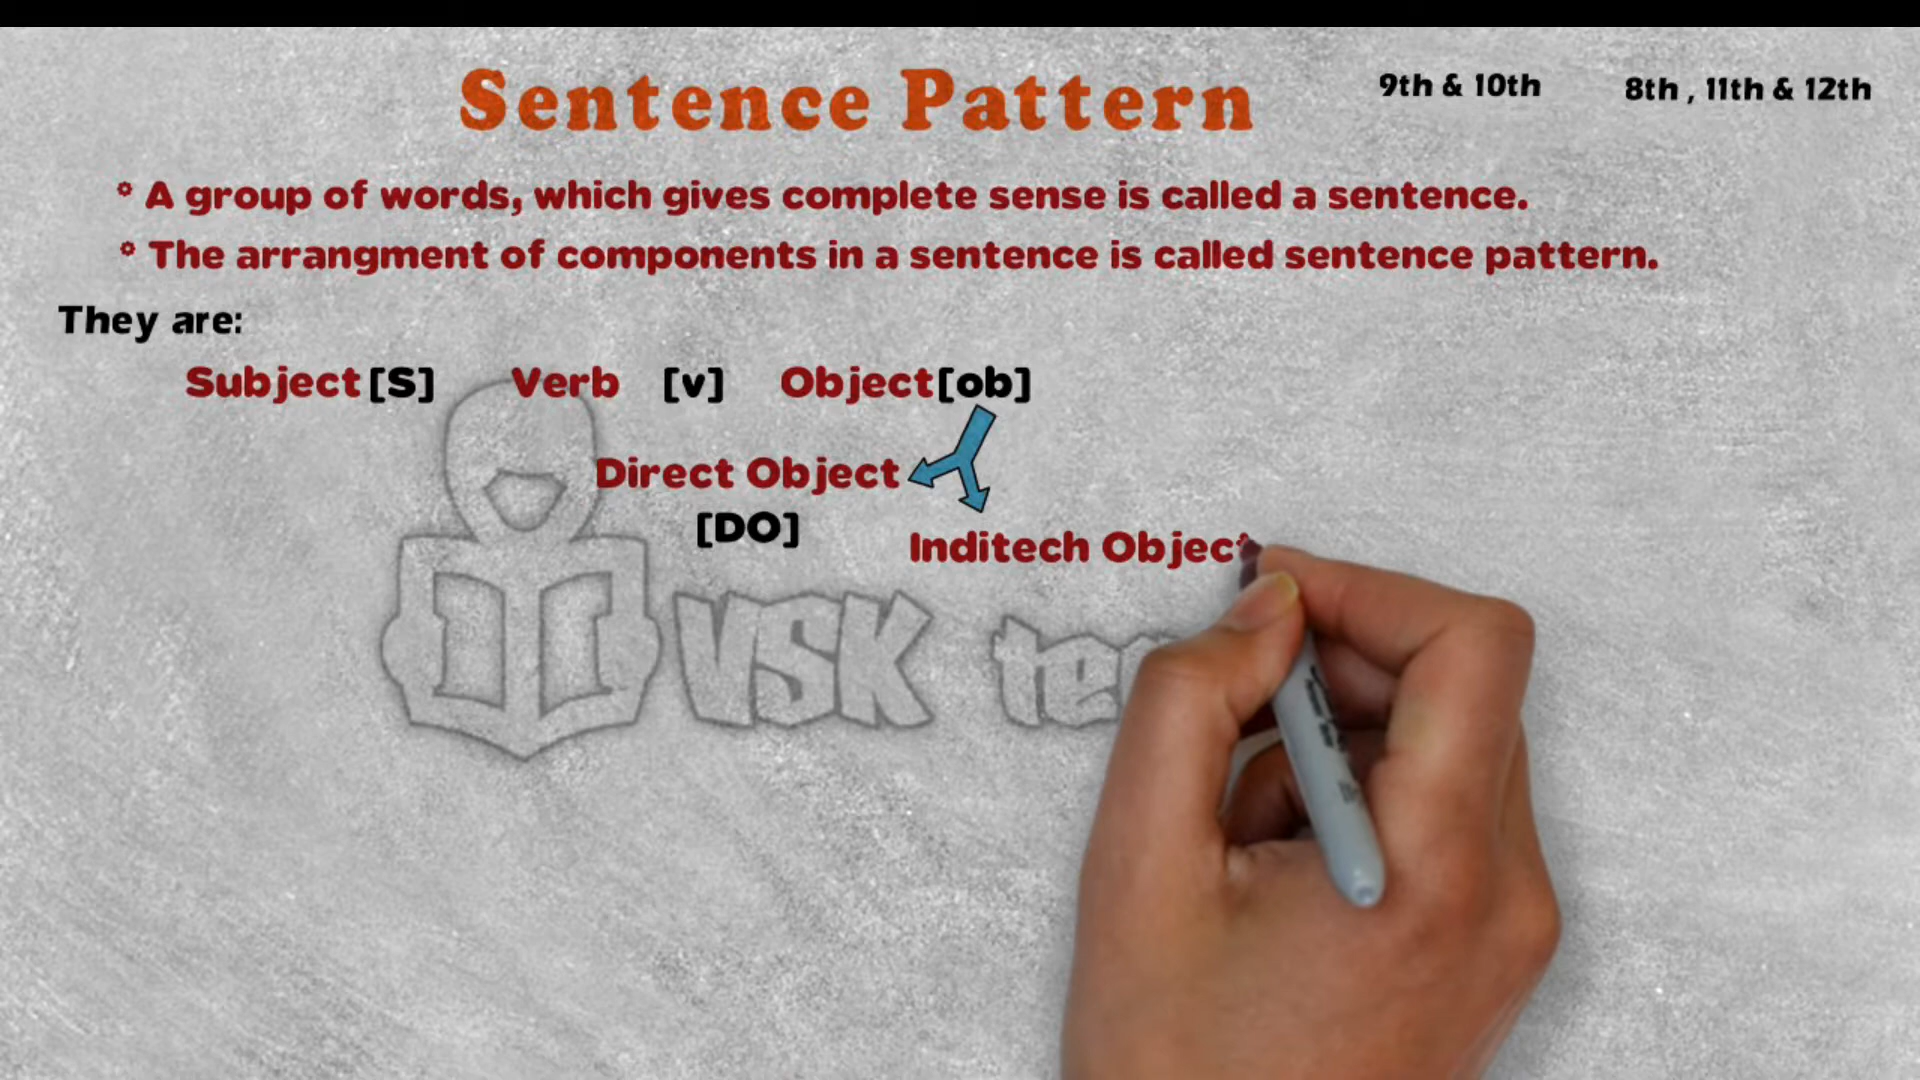 Sentence Pattern
9th & 10th
8th , 11th & 12th
* A group of words, which gives complete sense is called a sentence.
* The arrangment of components in a sentence is called sentence pattern.
They are:
Subject [S] Verb [v] Object [ob]
Direct Object
[DO]
Inditech Object
VSK